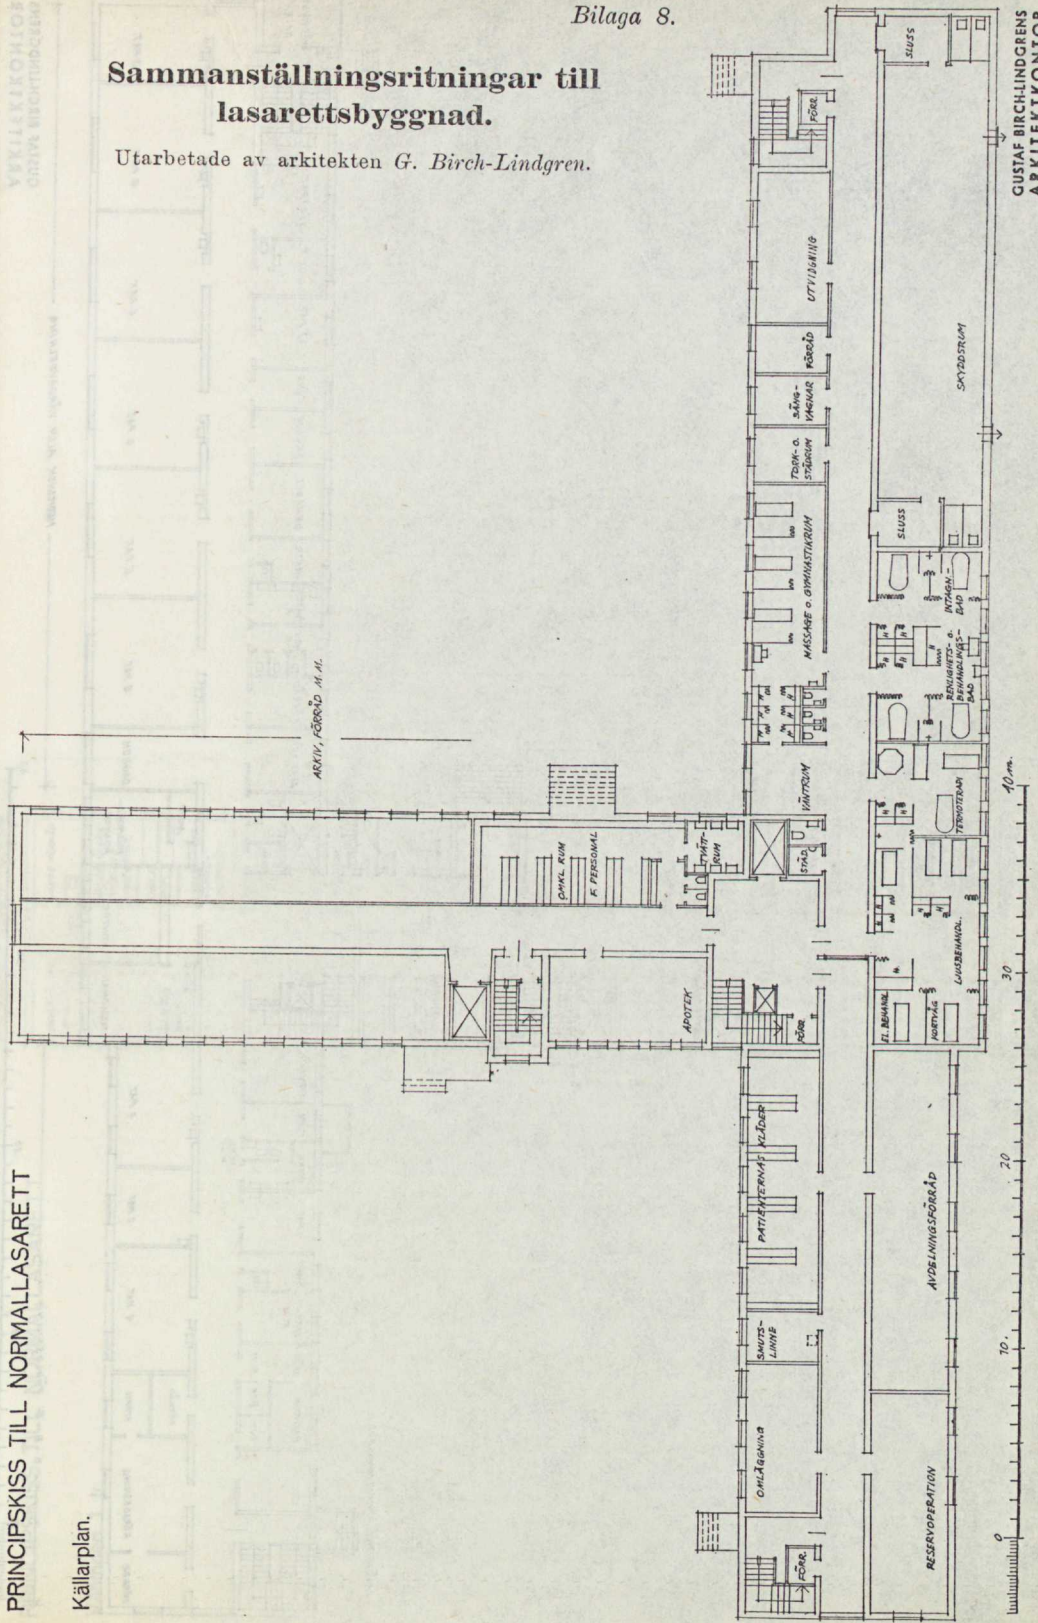 Bilaga 8.
Sammanställningsritningar till
lasarettsbyggnad.
Utarbetade av arkitekten G. Birch-Lindgren.
GUSTAF BIRCH-LINDGRENS
ARKITEKTKONTOR
PRINCIPSKISS TILL NORMALLASARETT
Källarplan.
ARKIV, FÖRRÅD M.M.
OMKL. RUM
F. PERSONAL
TVÄTT-
RUM
APOTEK
FÖRR.
STÄD.
VÄNTRUM
MASSAGE O. GYMNASTIKRUM
TORK- O.
STÄDRUM
SÄNG-
VAGNAR
FÖRRÅD
UTVIDGNING
FÖRR.
SLUSS
SKYDDSRUM
SLUSS
INTAGN.-
BAD
RENLIGHETS- O.
BEHANDLINGS-
BAD
TERMOTERAPI
LJUSBEHANDL.
KORTVÅG
EL. BEHANDL.
PATIENTERNAS KLÄDER
SMUTS-
LINNE
OMLÄGGNING
FÖRR.
AVDELNINGSFÖRRÅD
RESERVOPERATION
0
10.
20
30
40 m.